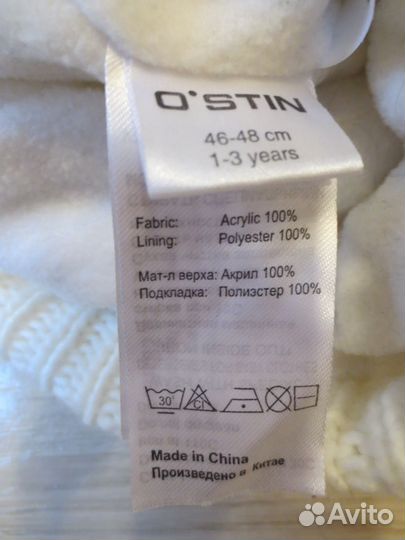 O'STIN
46-48 cm
1-3 years
Fabric: Acrylic 100%
Lining: Polyester 100%
Мат-л верха: Акрил 100%
Подкладка: Полиэстер 100%
30° Cl
Made in China
Произведено в Китае
Avito